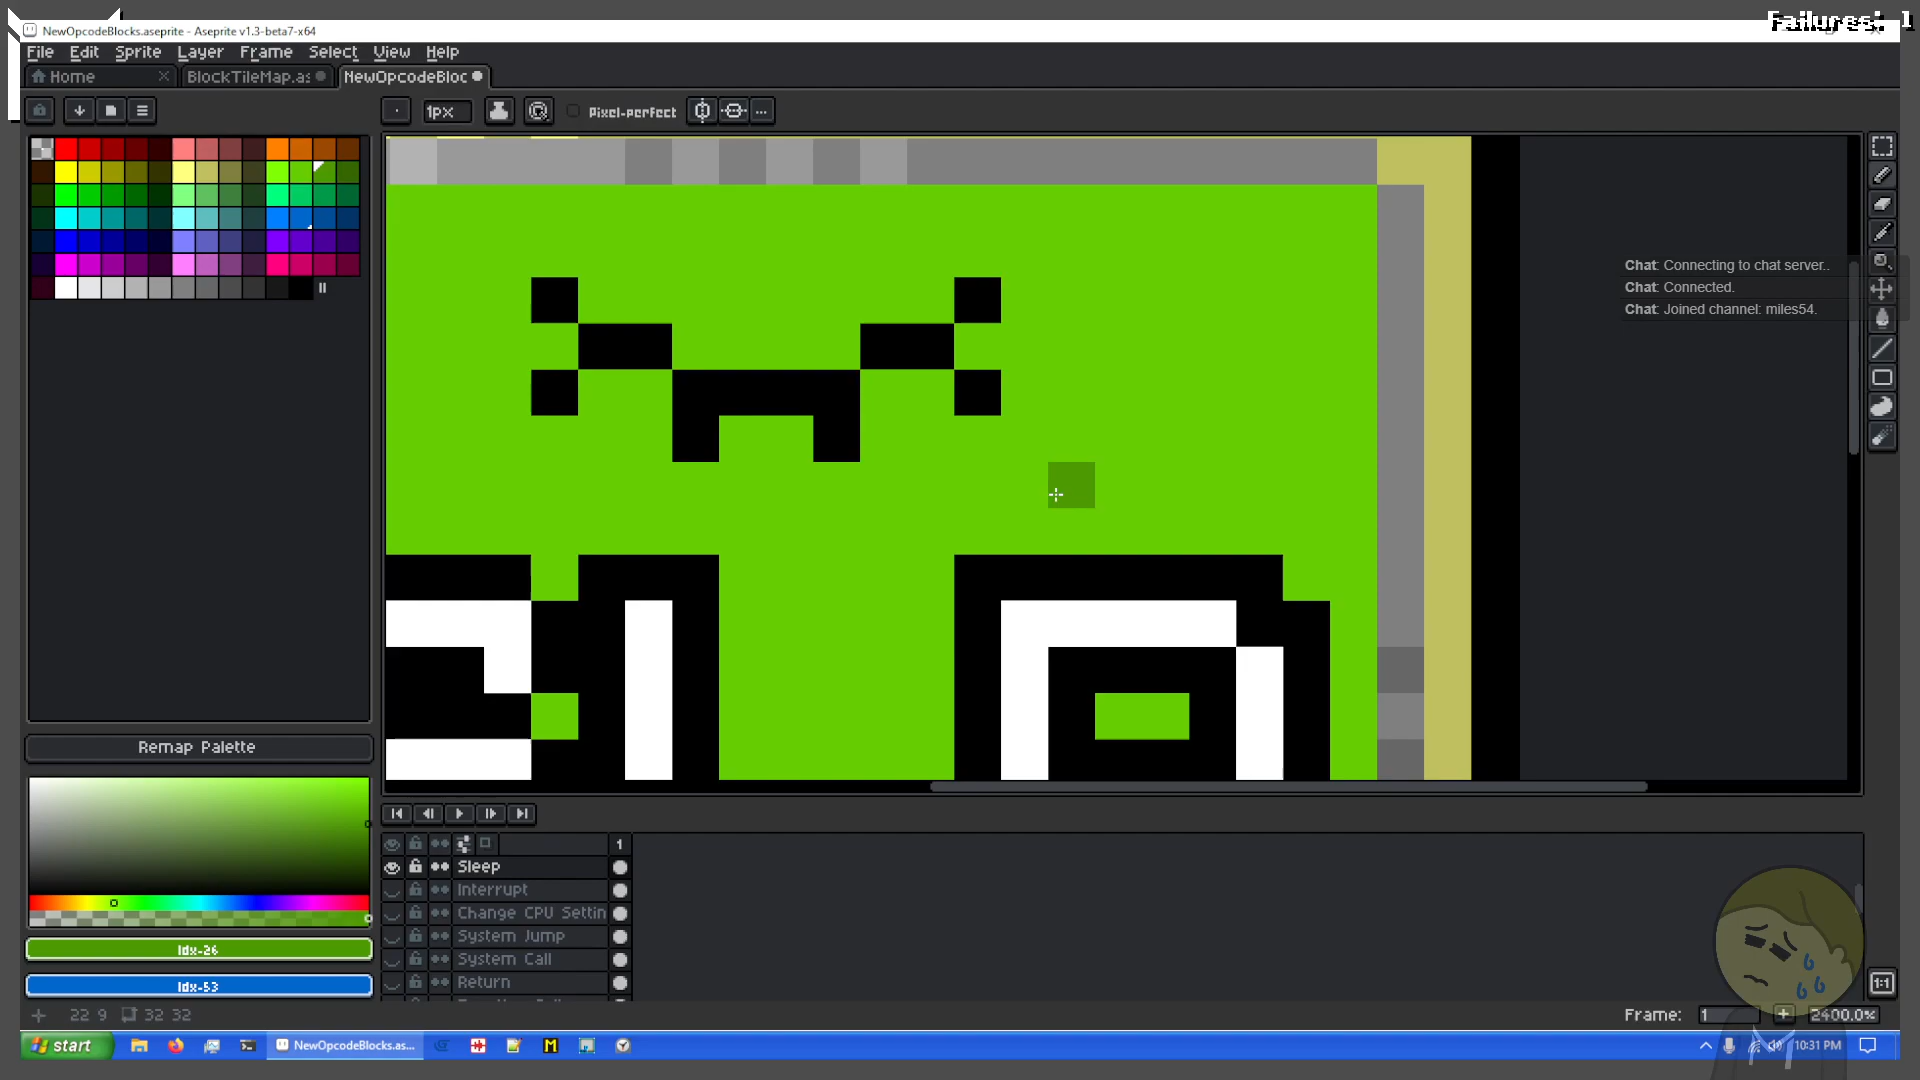 Failures: 1
NewOpcodeBlocks.aseprite - Aseprite v1.3-beta7-x64
File Edit Sprite Layer Frame Select View Help
Home BlockTileMap.as NewOpcodeBloc
1px Pixel-perfect
Chat: Connecting to chat server..
Chat: Connected.
Chat: Joined channel: miles54.
Remap Palette
1
Sleep
Interrupt
Change CPU Settin
System Jump
Idx-26
System Call
Idx-53
Return
1:1
22 9 32 32
Frame: 1 2400.0%
start NewOpcodeBlocks.as... 10:31 PM